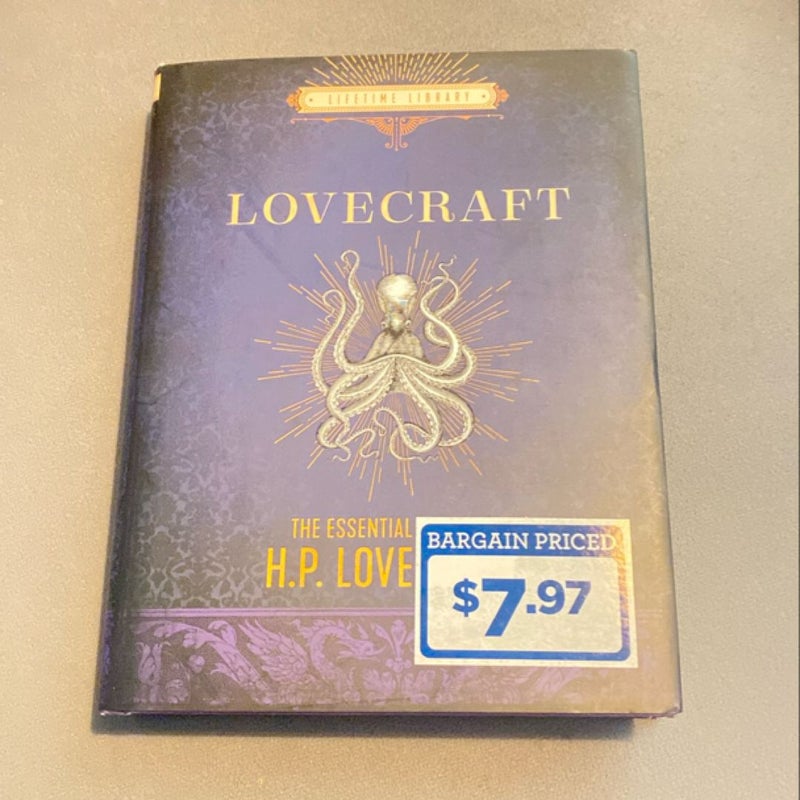 LIFETIME LIBRARY
LOVECRAFT
THE ESSENTIAL
H.P. LOVE
BARGAIN PRICED
$7.97